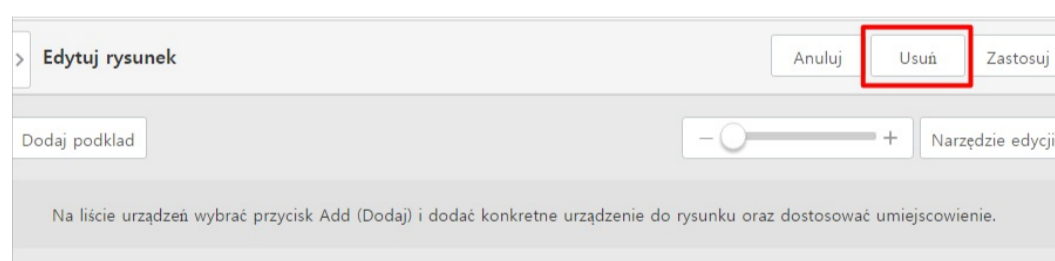 > Edytuj rysunek Anuluj Usuń Zastosuj
Dodaj podklad − + Narzędzie edycji
Na liście urządzeń wybrać przycisk Add (Dodaj) i dodać konkretne urządzenie do rysunku oraz dostosować umiejscowienie.